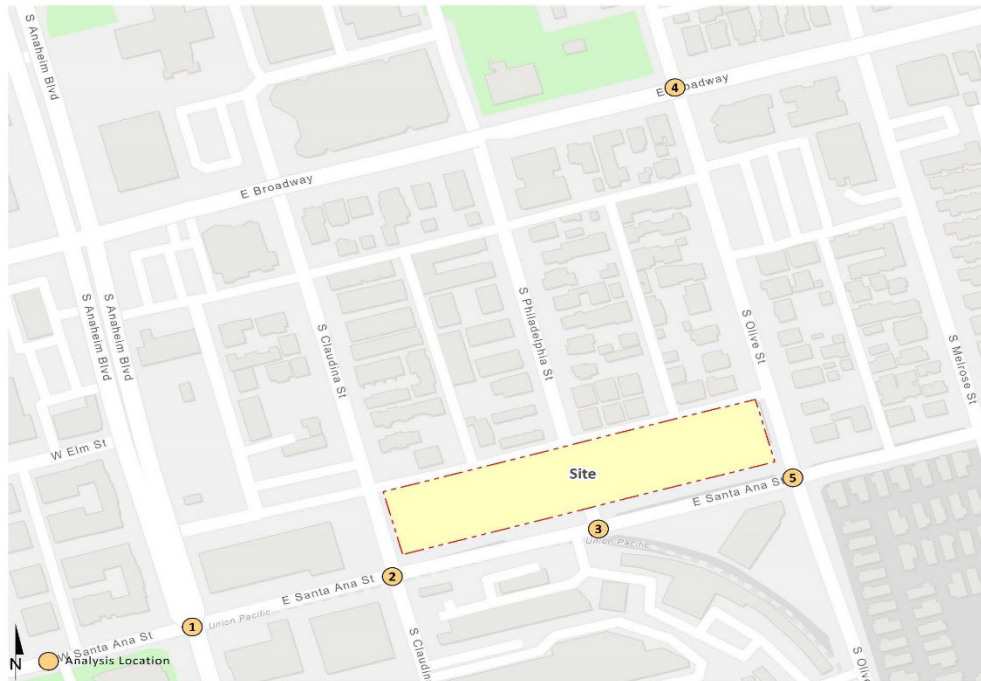 S Anaheim Blvd
4
E Broadway
E Broadway
S Anaheim Blvd
S Anaheim Blvd
S Claudina St
S Philadelphia St
S Olive St
S Melrose St
W Elm St
Site
5
E Santa Ana St
3
Union Pacific
2
E Santa Ana St
1
Union Pacific
W Santa Ana St
S Claudin
S Olive
N
Analysis Location